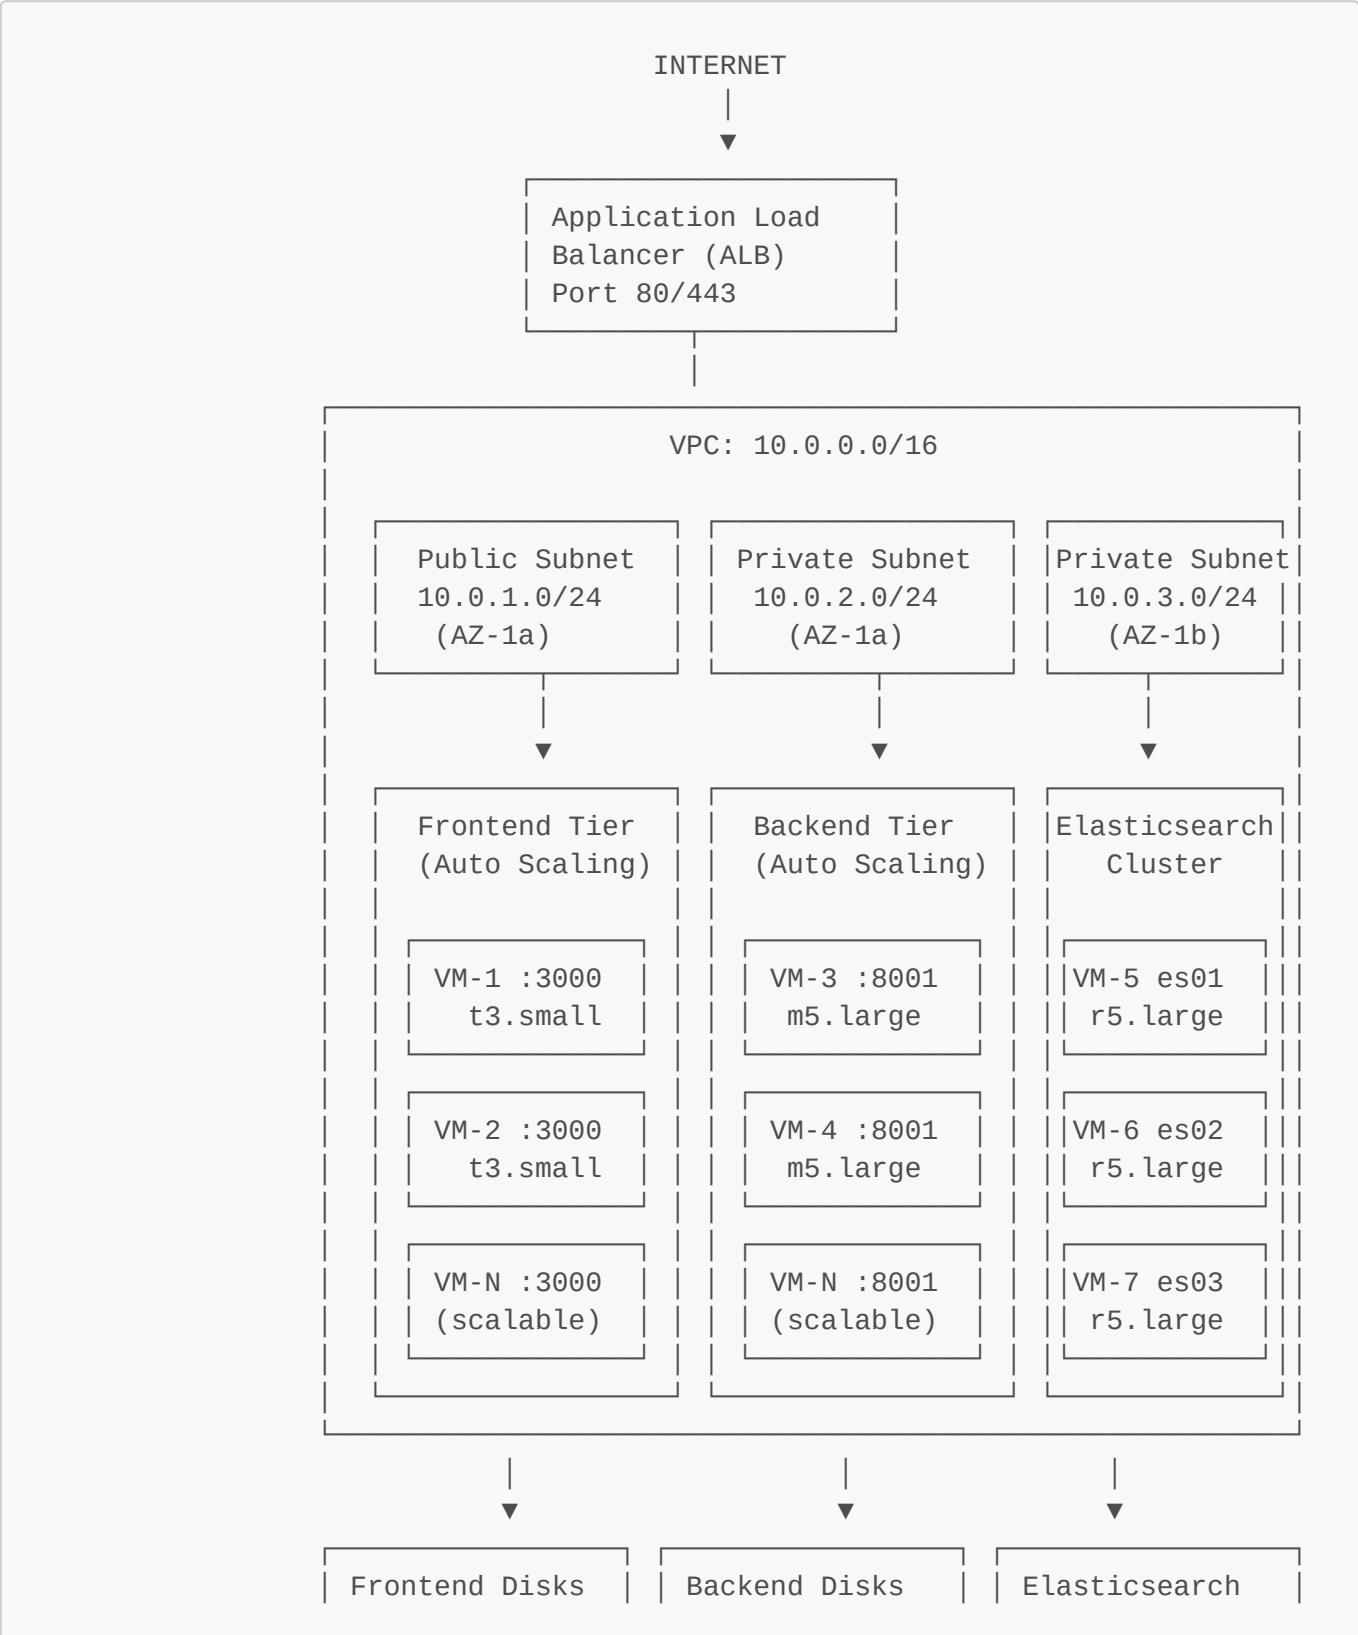 INTERNET
Application Load
Balancer (ALB)
Port 80/443
VPC: 10.0.0.0/16
Public Subnet
10.0.1.0/24
(AZ-1a)
Private Subnet
10.0.2.0/24
(AZ-1a)
Private Subnet
10.0.3.0/24
(AZ-1b)
Frontend Tier
(Auto Scaling)
VM-1 :3000
t3.small
VM-2 :3000
t3.small
VM-N :3000
(scalable)
Backend Tier
(Auto Scaling)
VM-3 :8001
m5.large
VM-4 :8001
m5.large
VM-N :8001
(scalable)
Elasticsearch
Cluster
VM-5 es01
r5.large
VM-6 es02
r5.large
VM-7 es03
r5.large
Frontend Disks
Backend Disks
Elasticsearch